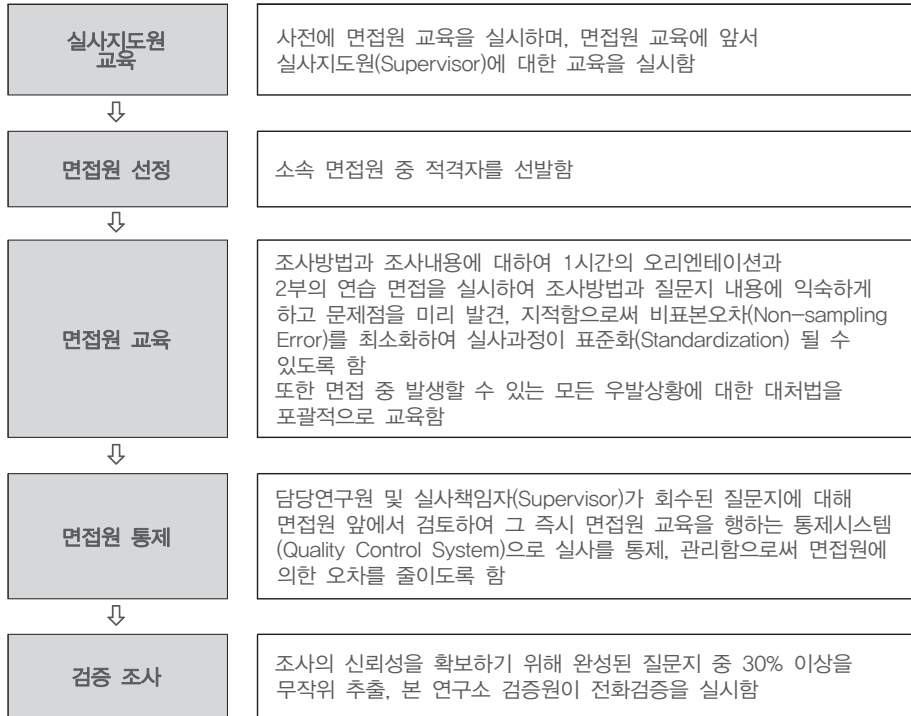 실사지도원
교육
사전에 면접원 교육을 실시하며, 면접원 교육에 앞서
실사지도원(Supervisor)에 대한 교육을 실시함
면접원 선정
소속 면접원 중 적격자를 선발함
면접원 교육
조사방법과 조사내용에 대하여 1시간의 오리엔테이션과
2부의 연습 면접을 실시하여 조사방법과 질문지 내용에 익숙하게
하고 문제점을 미리 발견, 지적함으로써 비표본오차(Non-sampling
Error)를 최소화하여 실사과정이 표준화(Standardization) 될 수
있도록 함
또한 면접 중 발생할 수 있는 모든 우발상황에 대한 대처법을
포괄적으로 교육함
면접원 통제
담당연구원 및 실사책임자(Supervisor)가 회수된 질문지에 대해
면접원 앞에서 검토하여 그 즉시 면접원 교육을 행하는 통제시스템
(Quality Control System)으로 실사를 통제, 관리함으로써 면접원에
의한 오차를 줄이도록 함
검증 조사
조사의 신뢰성을 확보하기 위해 완성된 질문지 중 30% 이상을
무작위 추출, 본 연구소 검증원이 전화검증을 실시함